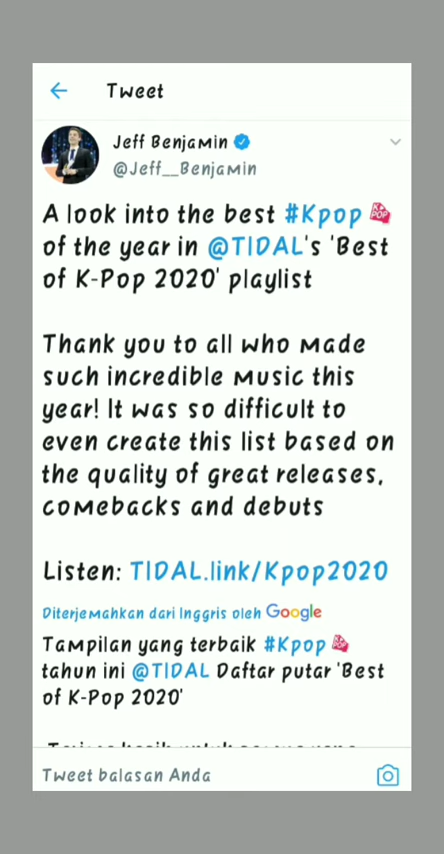 Tweet
Jeff Benjamin
@Jeff__Benjamin
A look into the best #Kpop
of the year in @TIDAL's 'Best
of K-Pop 2020' playlist
Thank you to all who made
such incredible music this
year! It was so difficult to
even create this list based on
the quality of great releases,
comebacks and debuts
Listen: TIDAL.link/Kpop2020
Diterjemahkan dari Inggris oleh Google
Tampilan yang terbaik #Kpop
tahun ini @TIDAL Daftar putar 'Best
of K-Pop 2020'
Tweet balasan Anda